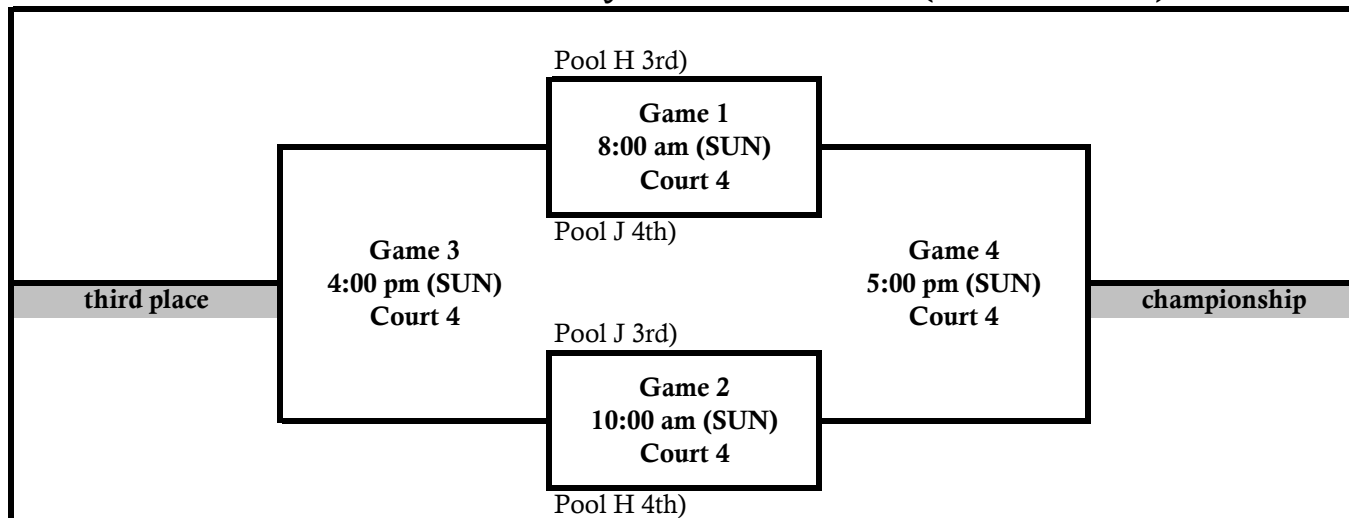 Pool H 3rd)
Game 1
8:00 am (SUN)
Court 4
Pool J 4th)
Game 3
4:00 pm (SUN)
Court 4
third place
Game 4
5:00 pm (SUN)
Court 4
championship
Pool J 3rd)
Game 2
10:00 am (SUN)
Court 4
Pool H 4th)